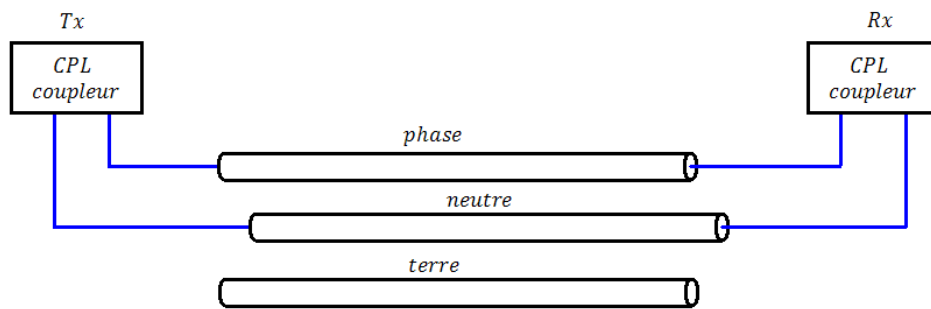 Tx
Rx
CPL
coupleur
CPL
coupleur
phase
neutre
terre